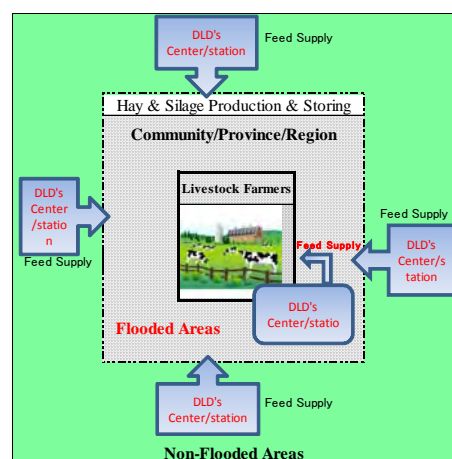 DLD's
Center/station
Feed Supply
Hay & Silage Production & Storing
Community/Province/Region
Livestock Farmers
DLD's
Center
/statio
n
Feed Supply
Feed Supply
Feed Supply
DLD's
Center/s
tation
DLD's
Center/statio
Flooded Areas
DLD's
Center/station
Feed Supply
Non-Flooded Areas